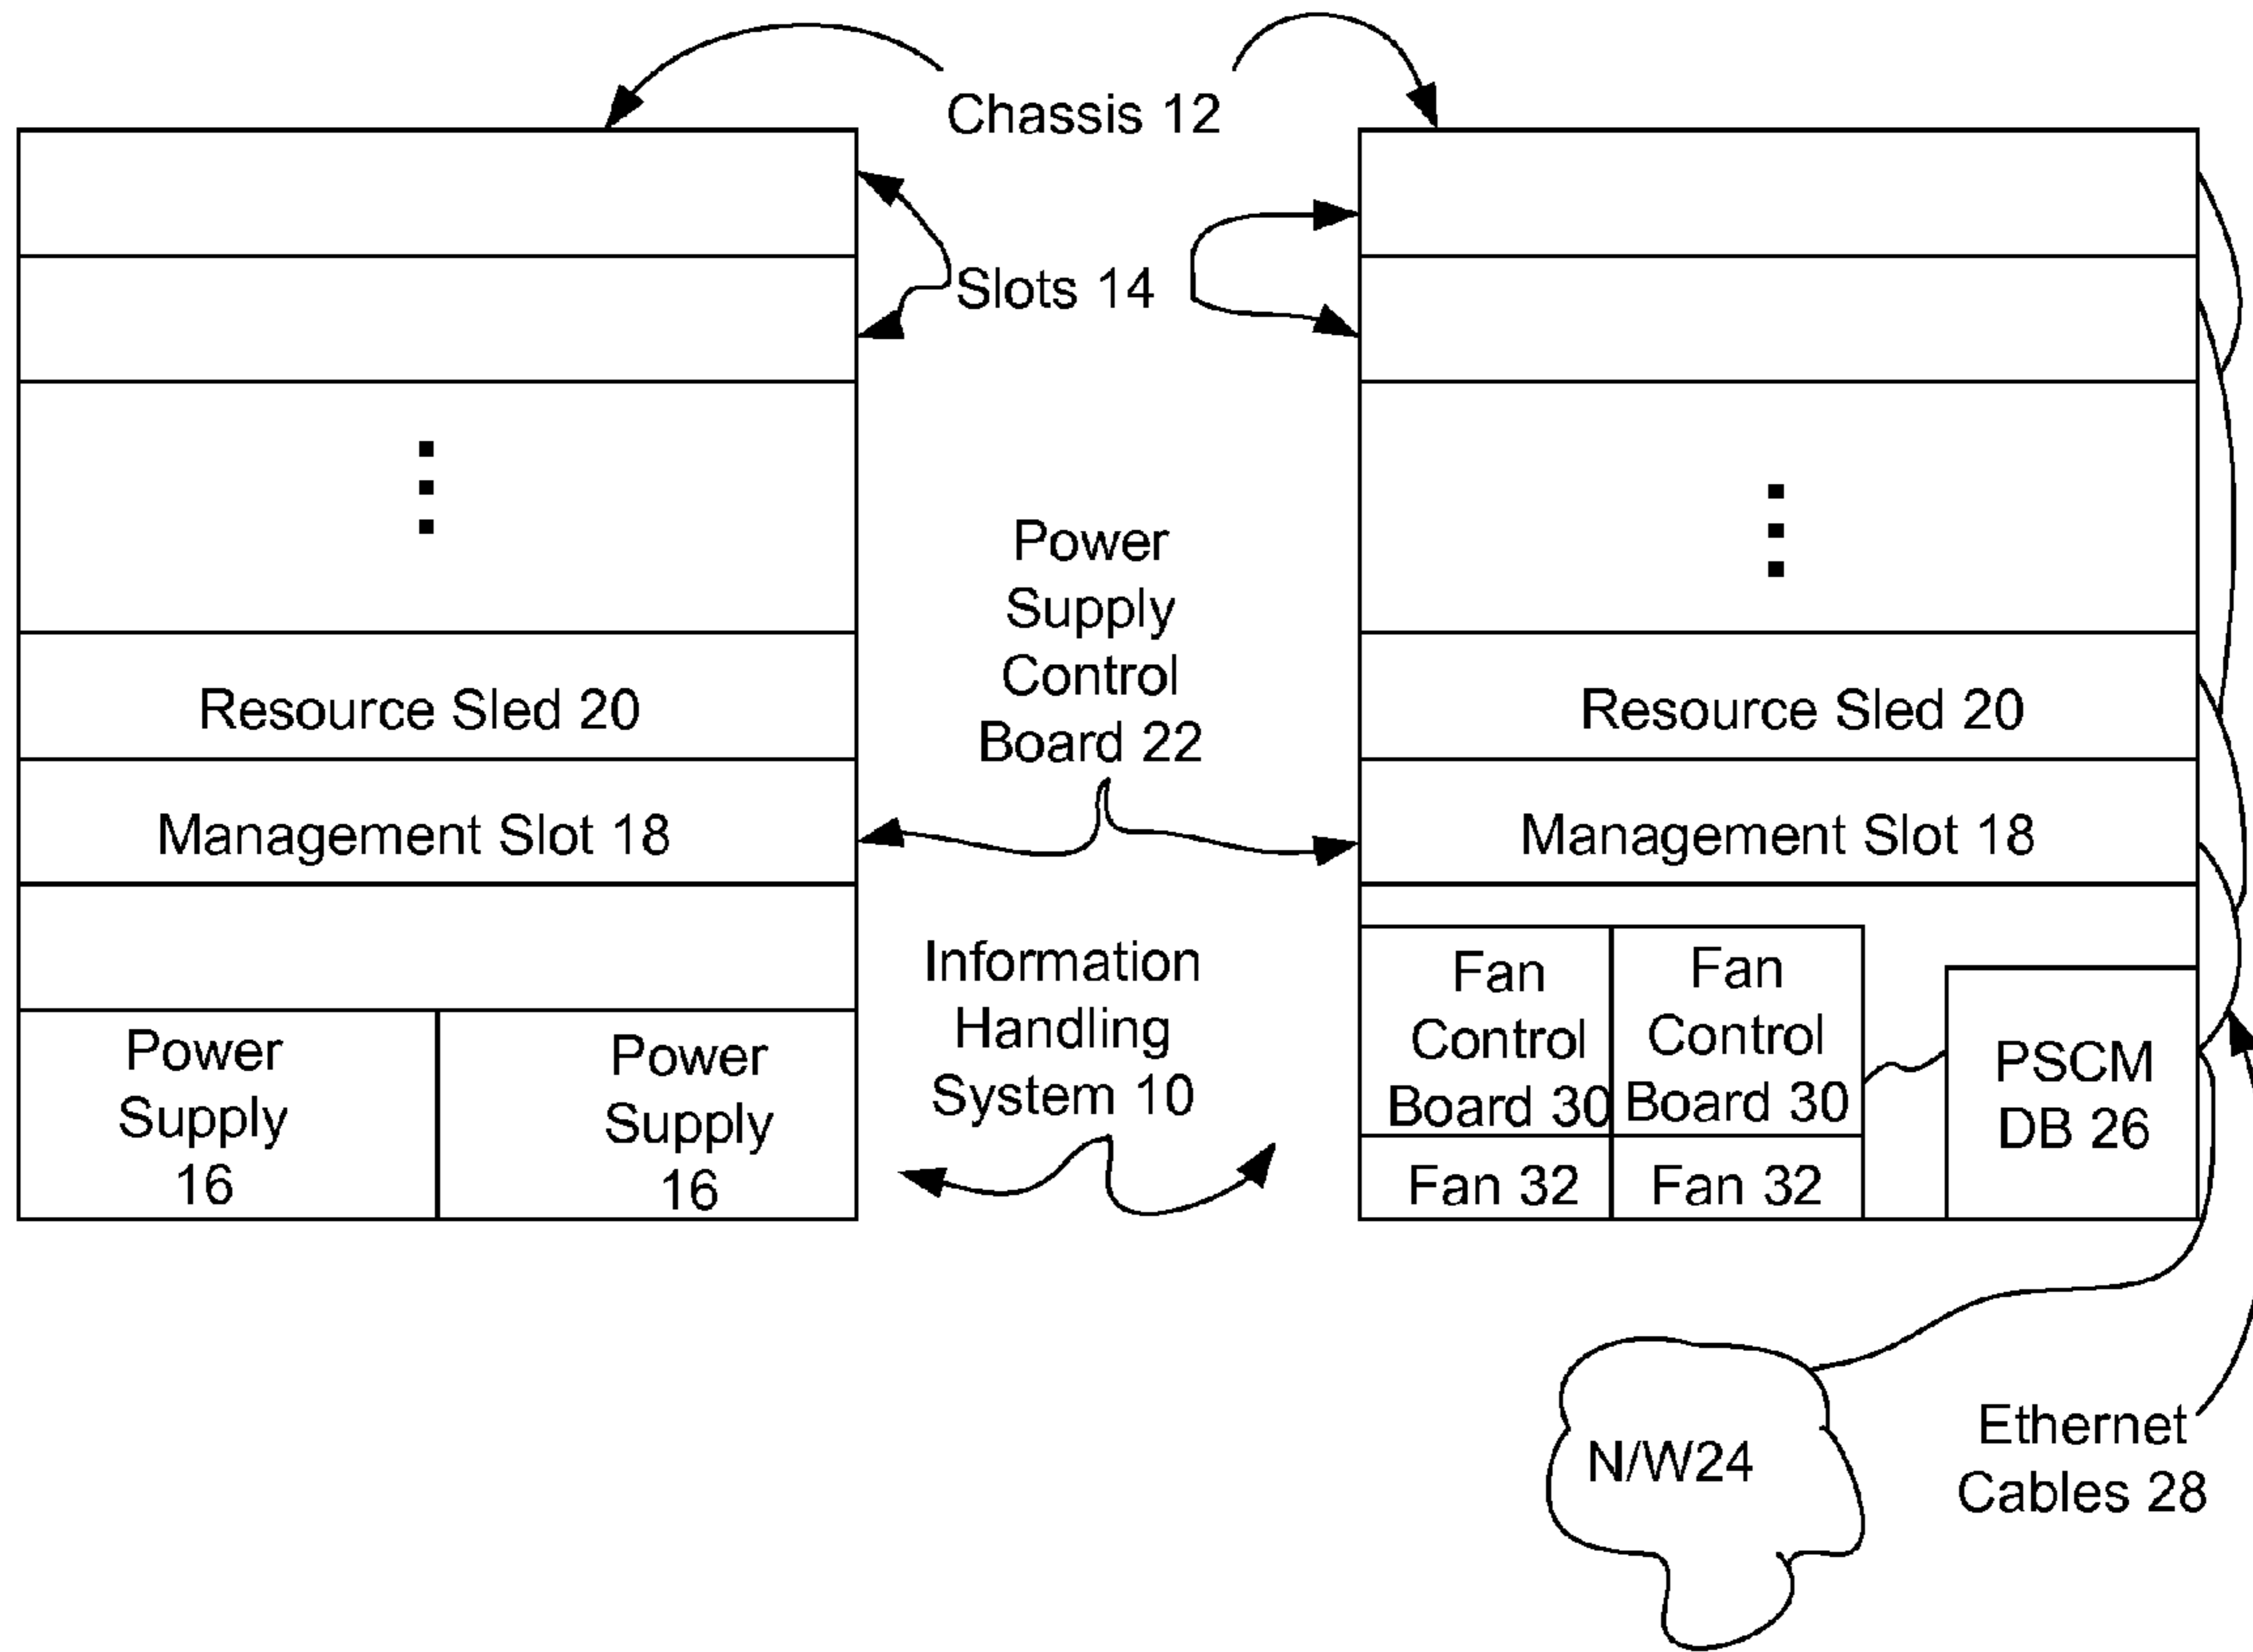 Chassis 12
Slots 14
Power
Supply
Control
Board 22
Resource Sled 20
Resource Sled 20
Management Slot 18
Management Slot 18
Information
Handling
System 10
Power
Supply
16
Power
Supply
16
Fan
Control
Board 30
Fan
Control
Board 30
PSCM
DB 26
Fan 32
Fan 32
N/W24
Ethernet
Cables 28